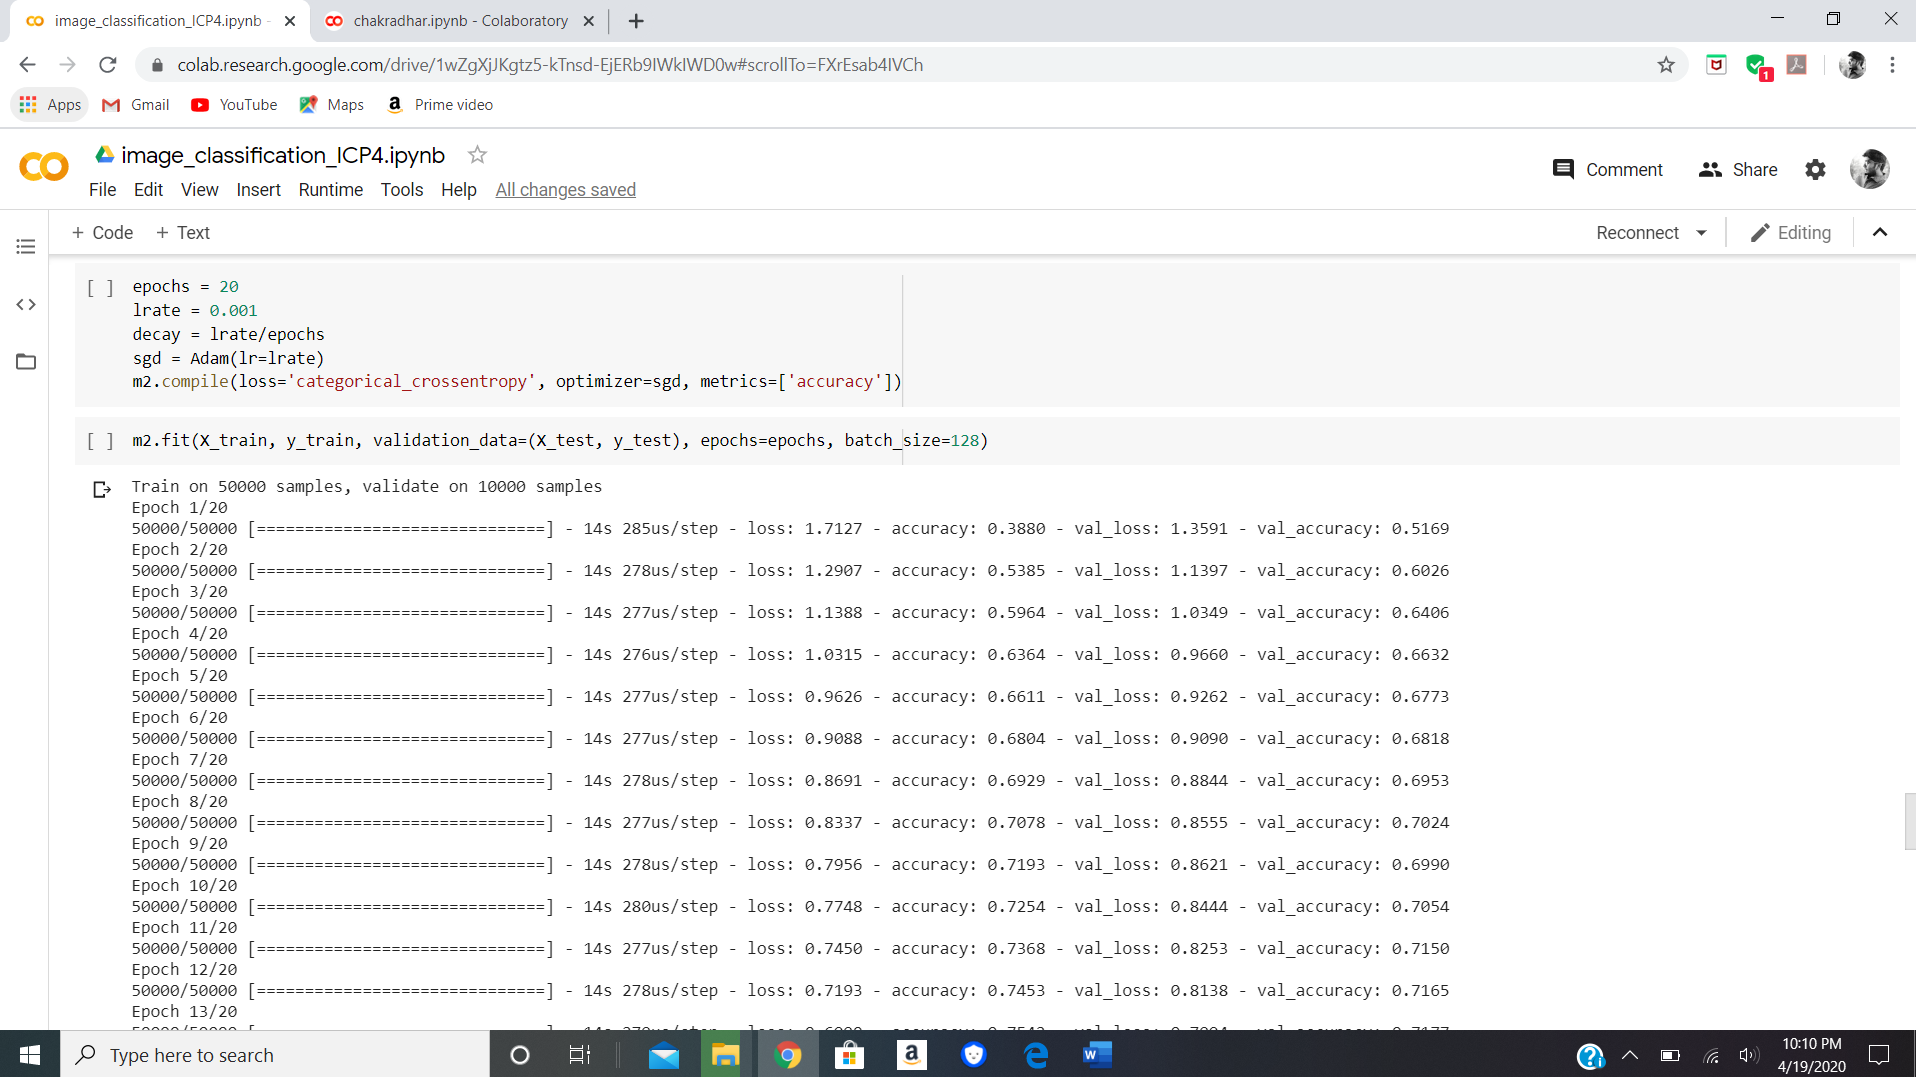 image_classification_ICP4.ipynb -
chakradhar.ipynb - Colaboratory
colab.research.google.com/drive/1wZgXjJKgtz5-kTnsd-EjERb9IWkIWD0w#scrollTo=FXrEsab4IVCh
1
Apps Gmail YouTube Maps Prime video
image_classification_ICP4.ipynb
Comment Share
File Edit View Insert Runtime Tools Help All changes saved
+ Code + Text
Reconnect Editing
[ ] epochs = 20
lrate = 0.001
decay = lrate/epochs
sgd = Adam(lr=lrate)
m2.compile(loss='categorical_crossentropy', optimizer=sgd, metrics=['accuracy'])
[ ] m2.fit(X_train, y_train, validation_data=(X_test, y_test), epochs=epochs, batch_size=128)
Train on 50000 samples, validate on 10000 samples
Epoch 1/20
50000/50000 [==============================] - 14s 285us/step - loss: 1.7127 - accuracy: 0.3880 - val_loss: 1.3591 - val_accuracy: 0.5169
Epoch 2/20
50000/50000 [==============================] - 14s 278us/step - loss: 1.2907 - accuracy: 0.5385 - val_loss: 1.1397 - val_accuracy: 0.6026
Epoch 3/20
50000/50000 [==============================] - 14s 277us/step - loss: 1.1388 - accuracy: 0.5964 - val_loss: 1.0349 - val_accuracy: 0.6406
Epoch 4/20
50000/50000 [==============================] - 14s 276us/step - loss: 1.0315 - accuracy: 0.6364 - val_loss: 0.9660 - val_accuracy: 0.6632
Epoch 5/20
50000/50000 [==============================] - 14s 277us/step - loss: 0.9626 - accuracy: 0.6611 - val_loss: 0.9262 - val_accuracy: 0.6773
Epoch 6/20
50000/50000 [==============================] - 14s 277us/step - loss: 0.9088 - accuracy: 0.6804 - val_loss: 0.9090 - val_accuracy: 0.6818
Epoch 7/20
50000/50000 [==============================] - 14s 278us/step - loss: 0.8691 - accuracy: 0.6929 - val_loss: 0.8844 - val_accuracy: 0.6953
Epoch 8/20
50000/50000 [==============================] - 14s 277us/step - loss: 0.8337 - accuracy: 0.7078 - val_loss: 0.8555 - val_accuracy: 0.7024
Epoch 9/20
50000/50000 [==============================] - 14s 278us/step - loss: 0.7956 - accuracy: 0.7193 - val_loss: 0.8621 - val_accuracy: 0.6990
Epoch 10/20
50000/50000 [==============================] - 14s 280us/step - loss: 0.7748 - accuracy: 0.7254 - val_loss: 0.8444 - val_accuracy: 0.7054
Epoch 11/20
50000/50000 [==============================] - 14s 277us/step - loss: 0.7450 - accuracy: 0.7368 - val_loss: 0.8253 - val_accuracy: 0.7150
Epoch 12/20
50000/50000 [==============================] - 14s 278us/step - loss: 0.7193 - accuracy: 0.7453 - val_loss: 0.8138 - val_accuracy: 0.7165
Epoch 13/20
Type here to search
10:10 PM
4/19/2020